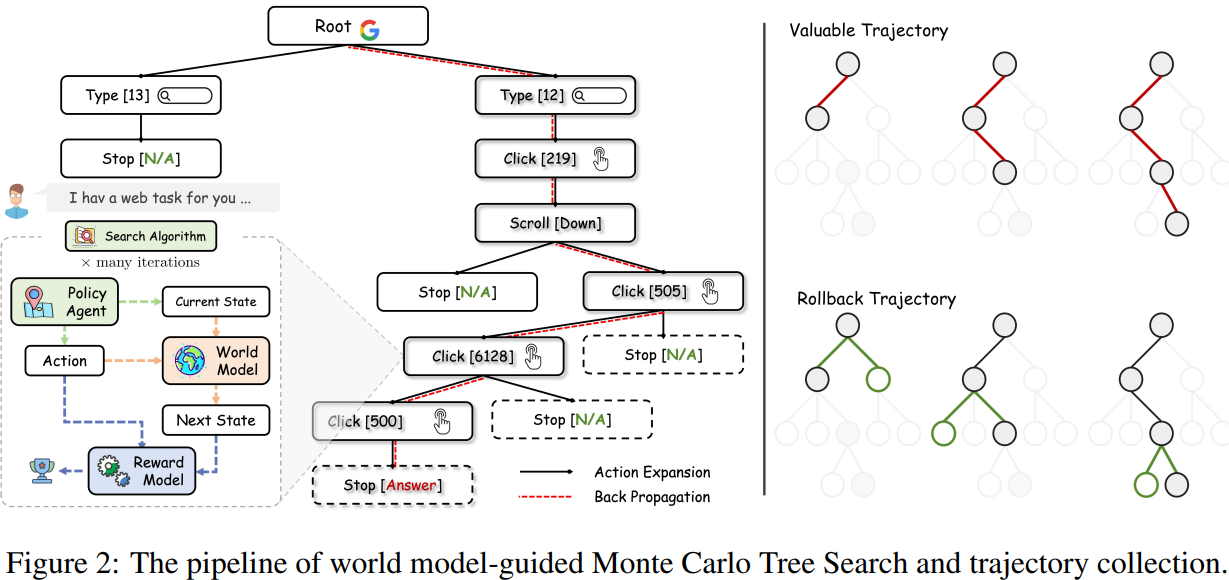 Root
Type [13]
Type [12]
Stop [N/A]
Click [219]
I hav a web task for you ...
Scroll [Down]
Search Algorithm
× many iterations
Stop [N/A]
Click [505]
Policy
Agent
Current State
Action
World
Model
Click [6128]
Stop [N/A]
Next State
Click [500]
Stop [N/A]
Reward
Model
Stop [Answer]
Action Expansion
Back Propagation
Valuable Trajectory
Rollback Trajectory
Figure 2: The pipeline of world model-guided Monte Carlo Tree Search and trajectory collection.